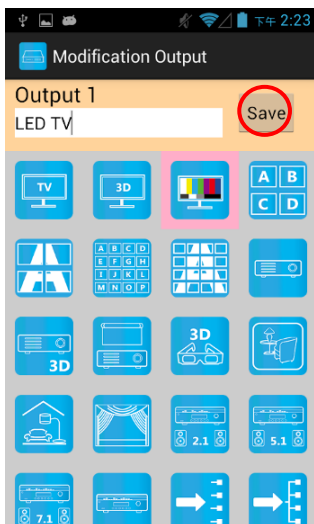 下午 2:23
Modification Output
Output 1
LED TV
Save
TV
3D
A B
C D
A B C D
E F G H
I J K L
M N O P
3D
3D
2.1
5.1
7.1